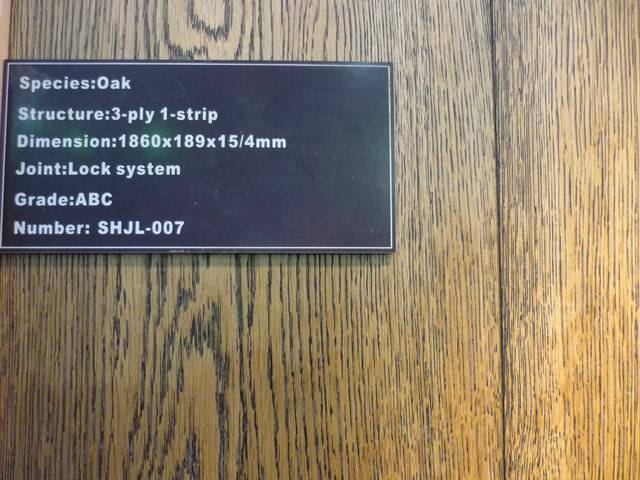 Species:Oak
Structure:3-ply 1-strip
Dimension:1860x189x15/4mm
Joint:Lock system
Grade:ABC
Number: SHJL-007